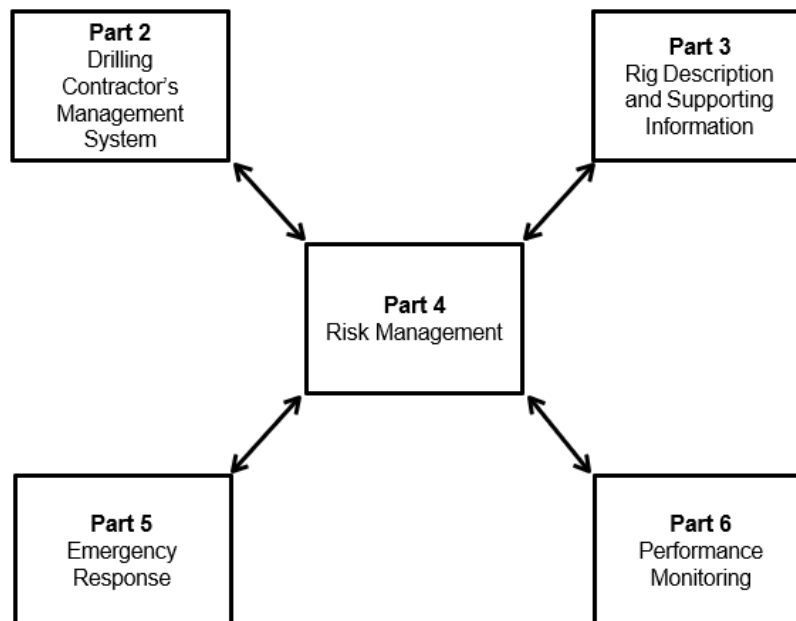 Part 2
Drilling
Contractor’s
Management
System
Part 3
Rig Description
and Supporting
Information
Part 4
Risk Management
Part 5
Emergency
Response
Part 6
Performance
Monitoring